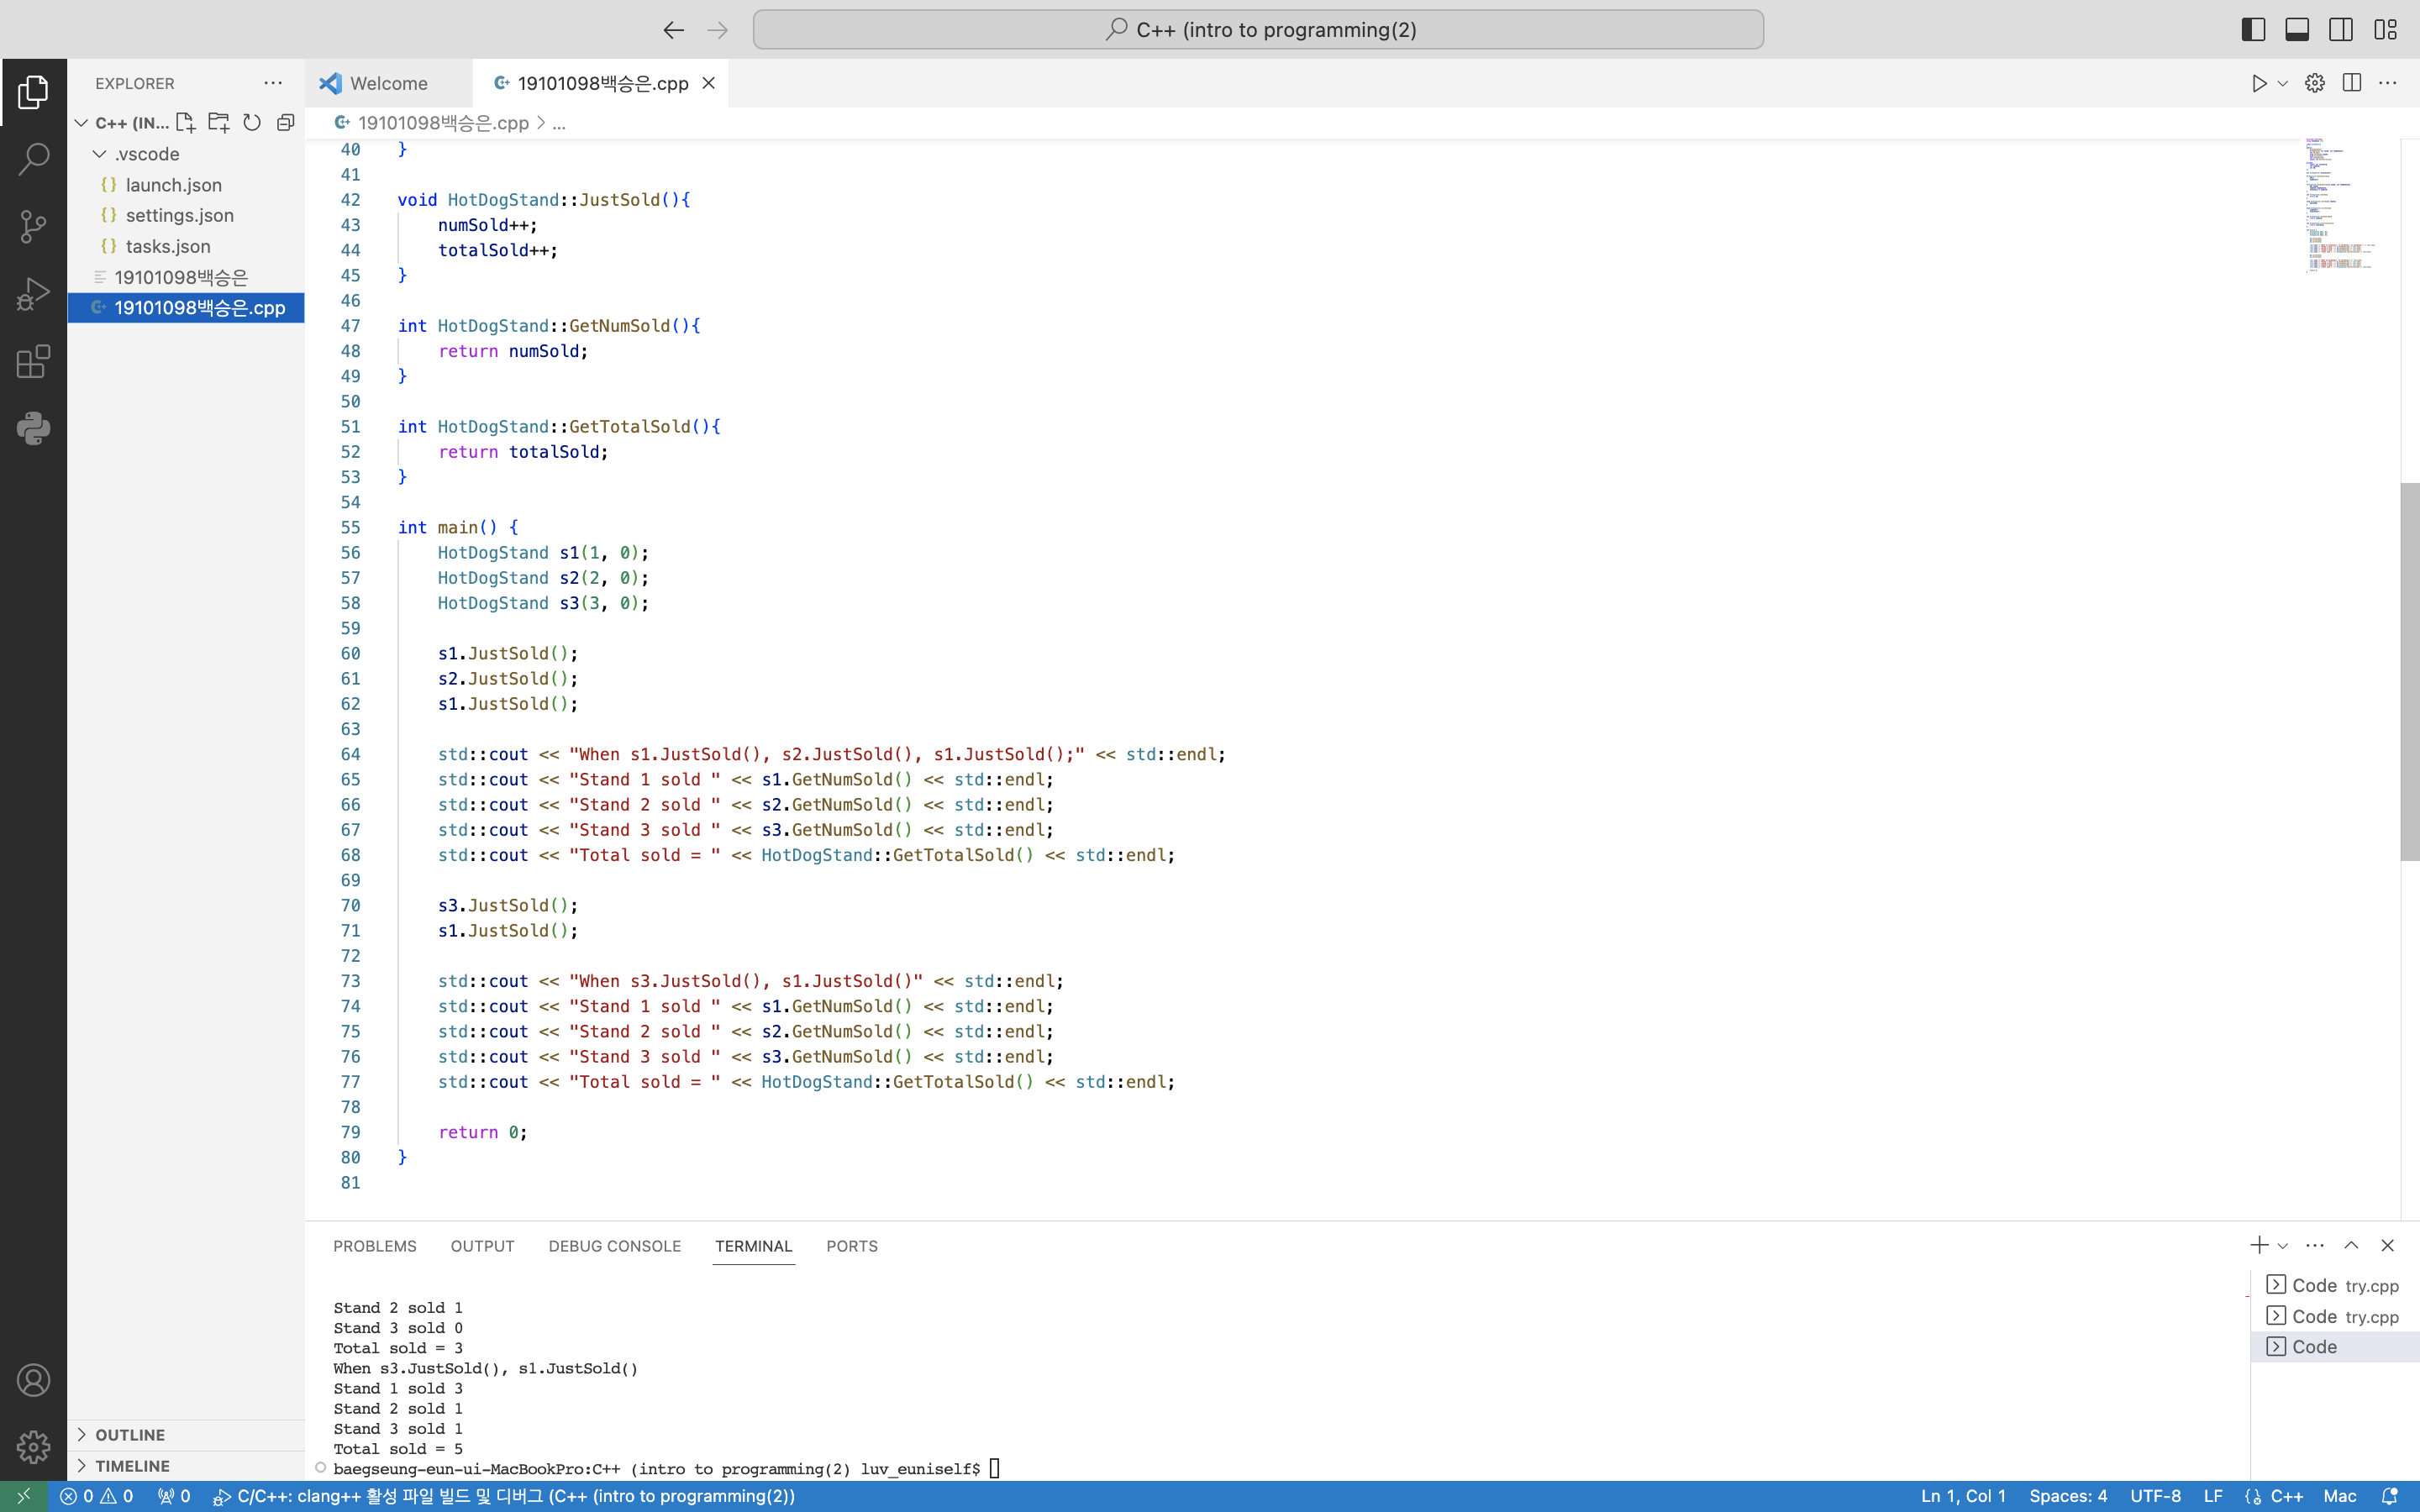 C++ (intro to programming(2)
EXPLORER
Welcome
19101098백승은.cpp
C++ (IN...
19101098백승은.cpp > ...
.vscode
launch.json
settings.json
tasks.json
19101098백승은
19101098백승은.cpp
40 }
41
42 void HotDogStand::JustSold(){
43 numSold++;
44 totalSold++;
45 }
46
47 int HotDogStand::GetNumSold(){
48 return numSold;
49 }
50
51 int HotDogStand::GetTotalSold(){
52 return totalSold;
53 }
54
55 int main() {
56 HotDogStand s1(1, 0);
57 HotDogStand s2(2, 0);
58 HotDogStand s3(3, 0);
59
60 s1.JustSold();
61 s2.JustSold();
62 s1.JustSold();
63
64 std::cout << "When s1.JustSold(), s2.JustSold(), s1.JustSold();" << std::endl;
65 std::cout << "Stand 1 sold " << s1.GetNumSold() << std::endl;
66 std::cout << "Stand 2 sold " << s2.GetNumSold() << std::endl;
67 std::cout << "Stand 3 sold " << s3.GetNumSold() << std::endl;
68 std::cout << "Total sold = " << HotDogStand::GetTotalSold() << std::endl;
69
70 s3.JustSold();
71 s1.JustSold();
72
73 std::cout << "When s3.JustSold(), s1.JustSold()" << std::endl;
74 std::cout << "Stand 1 sold " << s1.GetNumSold() << std::endl;
75 std::cout << "Stand 2 sold " << s2.GetNumSold() << std::endl;
76 std::cout << "Stand 3 sold " << s3.GetNumSold() << std::endl;
77 std::cout << "Total sold = " << HotDogStand::GetTotalSold() << std::endl;
78
79 return 0;
80 }
81
PROBLEMS OUTPUT DEBUG CONSOLE TERMINAL PORTS
Stand 2 sold 1
Stand 3 sold 0
Total sold = 3
When s3.JustSold(), s1.JustSold()
Stand 1 sold 3
Stand 2 sold 1
Stand 3 sold 1
Total sold = 5
baegseung-eun-ui-MacBookPro:C++ (intro to programming(2) luv_euniself$
Code try.cpp
Code try.cpp
Code
OUTLINE
TIMELINE
0 0 0 C/C++: clang++ 활성 파일 빌드 및 디버그 (C++ (intro to programming(2)) Ln 1, Col 1 Spaces: 4 UTF-8 LF C++ Mac